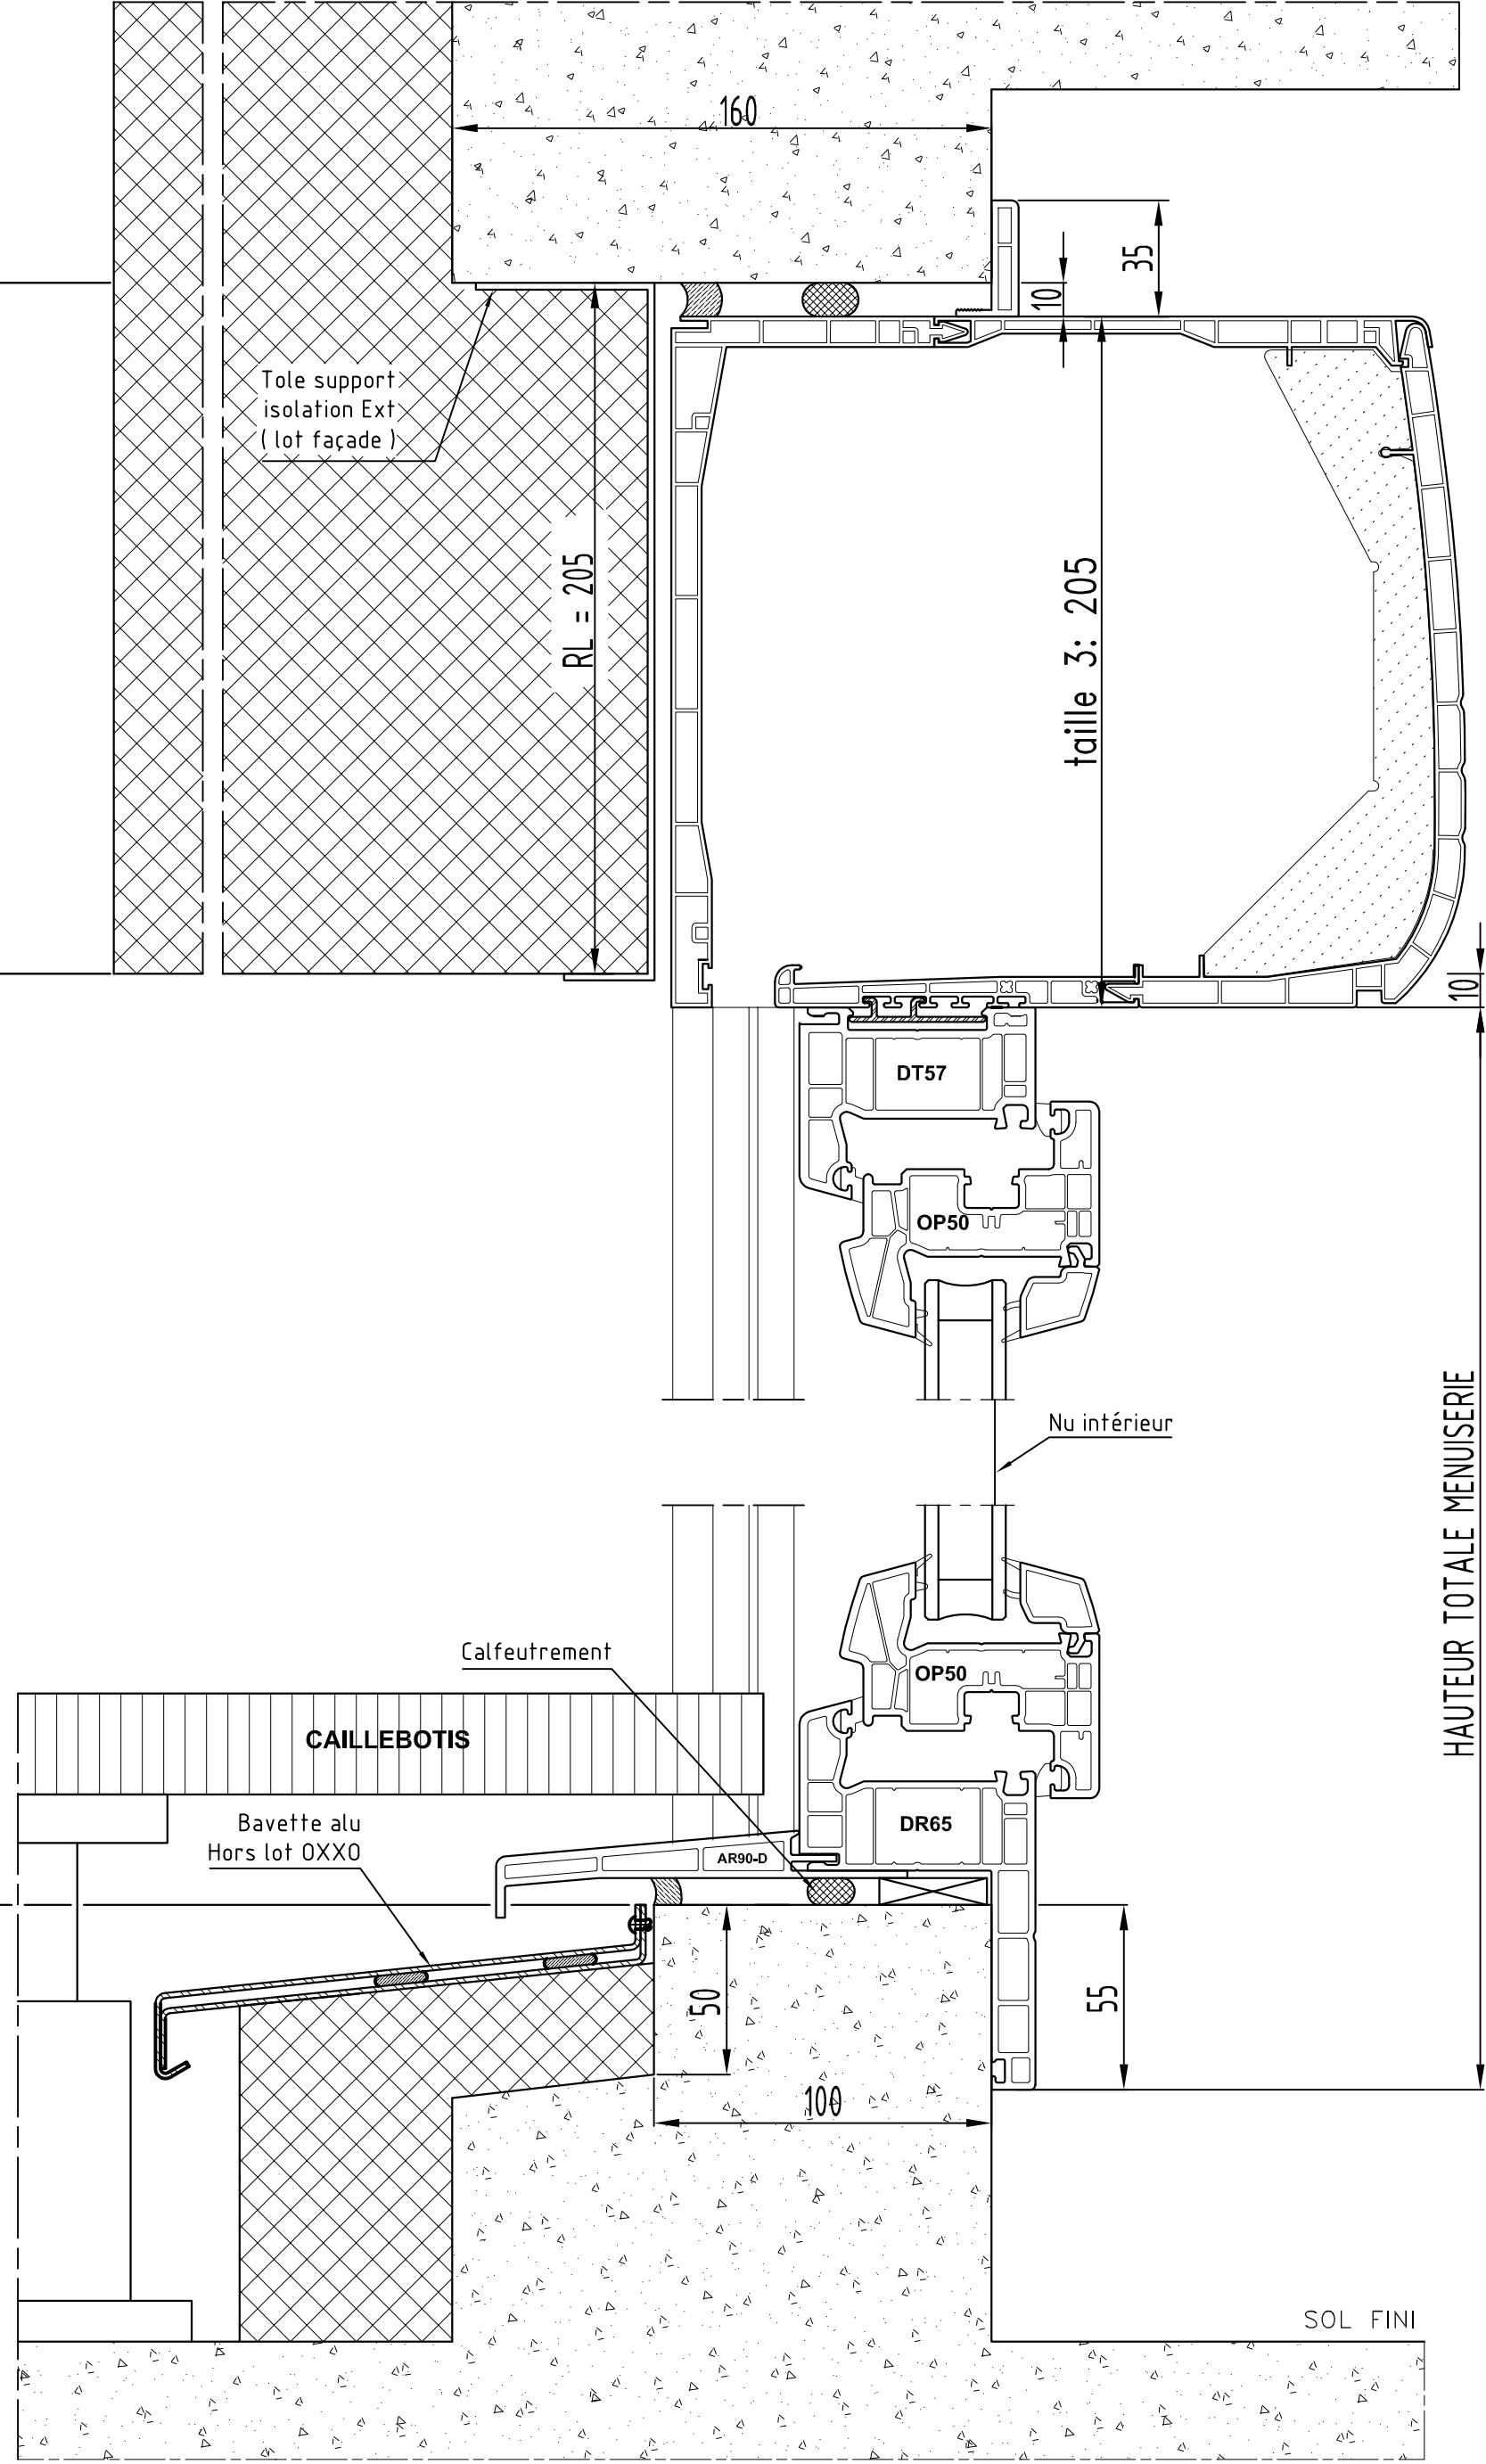 160
35
10
Tole support
isolation Ext
( lot façade )
RL = 205
taille 3: 205
10
DT57
OP50
Nu intérieur
HAUTEUR TOTALE MENUISERIE
Calfeutrement
OP50
CAILLEBOTIS
Bavette alu
Hors lot OXXO
DR65
AR90-D
50
55
100
SOL FINI